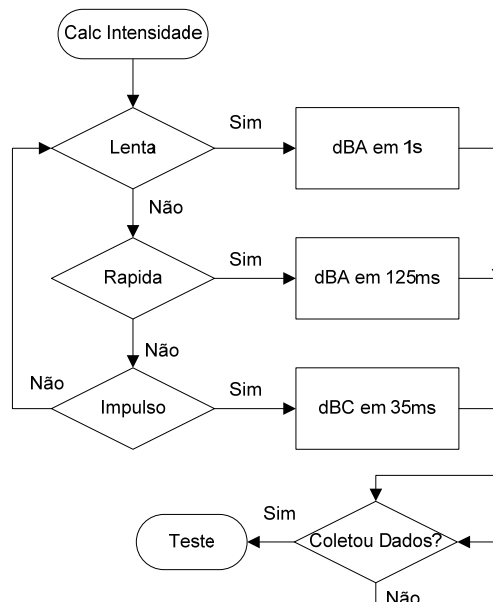 Calc Intensidade
Lenta
Sim
dBA em 1s
Não
Rapida
Sim
dBA em 125ms
Não
Não
Impulso
Sim
dBC em 35ms
Teste
Sim
Coletou Dados?
Não